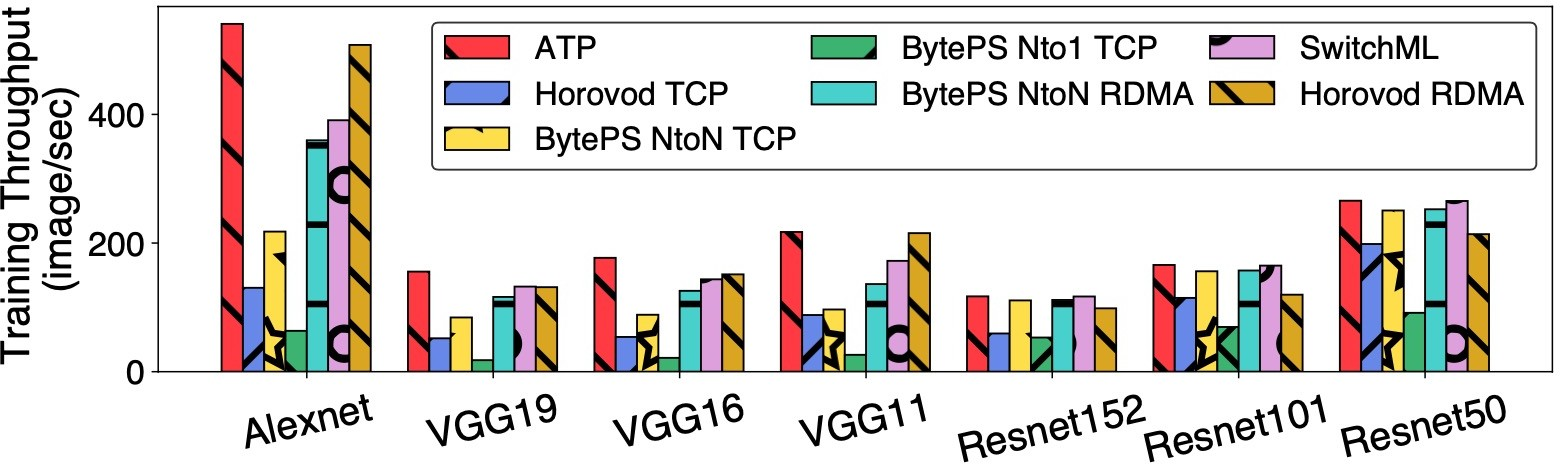 Training Throughput
(image/sec)
400
200
0
ATP
Horovod TCP
BytePS NtoN TCP
BytePS Nto1 TCP
BytePS NtoN RDMA
SwitchML
Horovod RDMA
Alexnet
VGG19
VGG16
VGG11
Resnet152
Resnet101
Resnet50